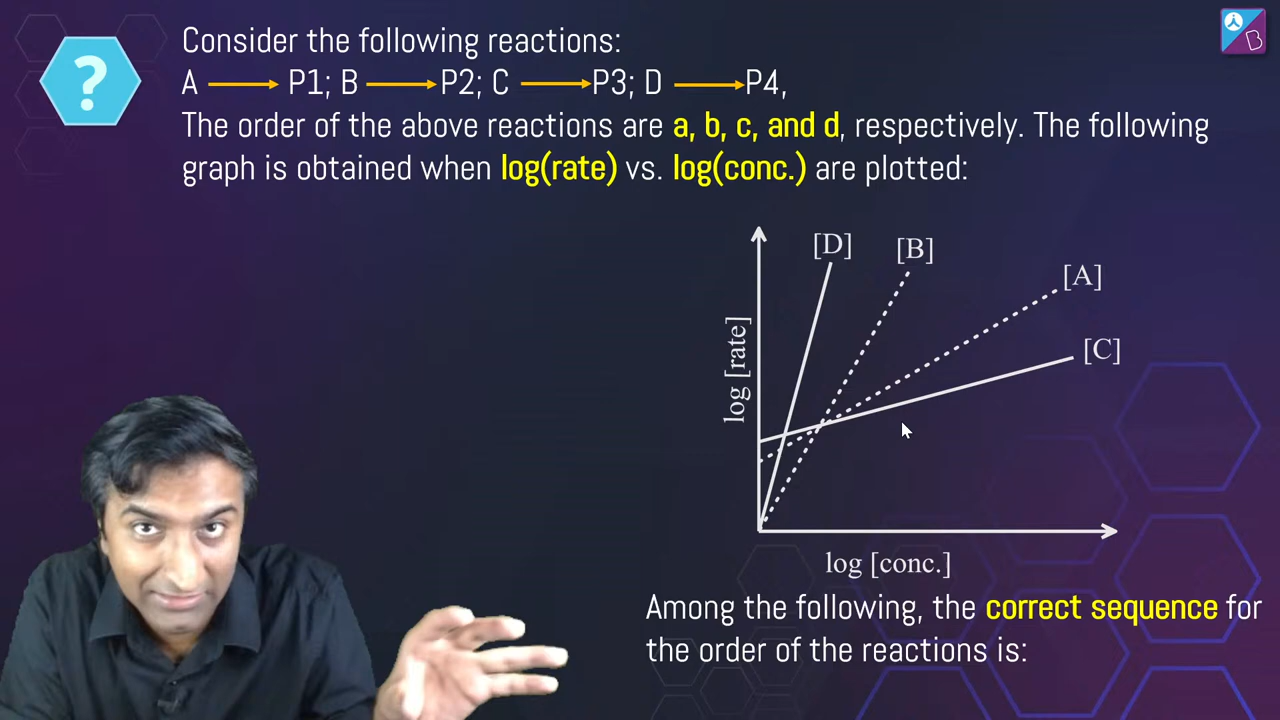 Consider the following reactions:
A ⟶ P1; B ⟶ P2; C ⟶ P3; D ⟶ P4,
The order of the above reactions are a, b, c, and d, respectively. The following
graph is obtained when log(rate) vs. log(conc.) are plotted:
?
B
[D]
[B]
[A]
[C]
log [rate]
log [conc.]
Among the following, the correct sequence for
the order of the reactions is: